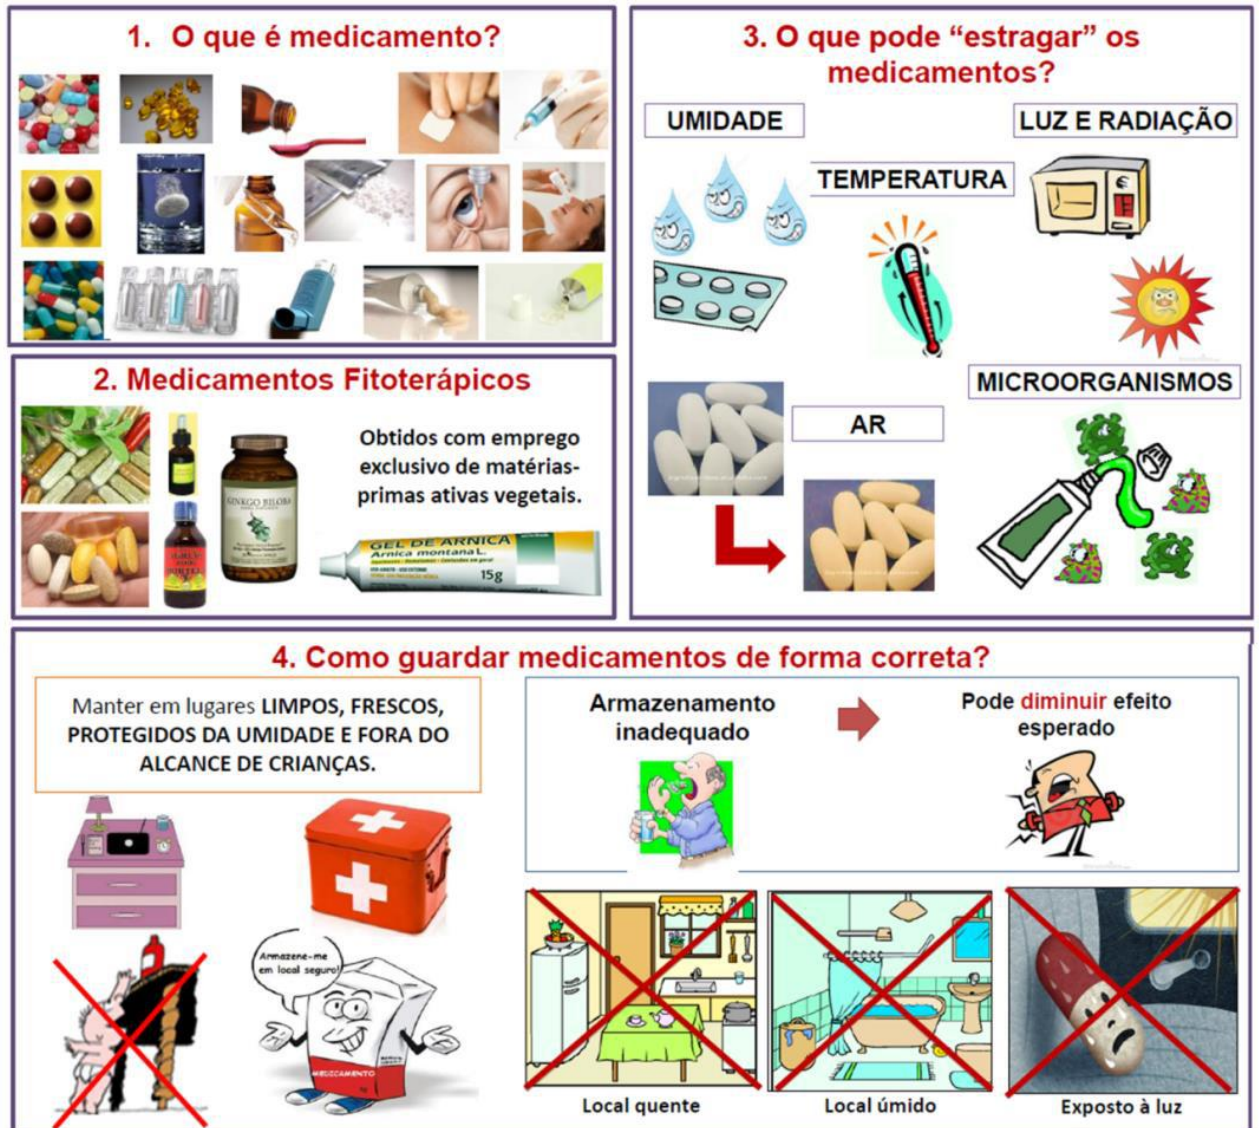 1. O que é medicamento?
2. Medicamentos Fitoterápicos
Obtidos com emprego
exclusivo de matérias-
primas ativas vegetais.
GINKGO BILOBA
GEL DE ARNICA
Arnica montana L.
15g
3. O que pode “estragar” os
medicamentos?
UMIDADE
LUZ E RADIAÇÃO
TEMPERATURA
MICROORGANISMOS
AR
4. Como guardar medicamentos de forma correta?
Manter em lugares LIMPOS, FRESCOS,
PROTEGIDOS DA UMIDADE E FORA DO
ALCANCE DE CRIANÇAS.
Armazenamento
inadequado
Pode diminuir efeito
esperado
Armazene-me
em local seguro!
MEDICAMENTO
Local quente
Local úmido
Exposto à luz